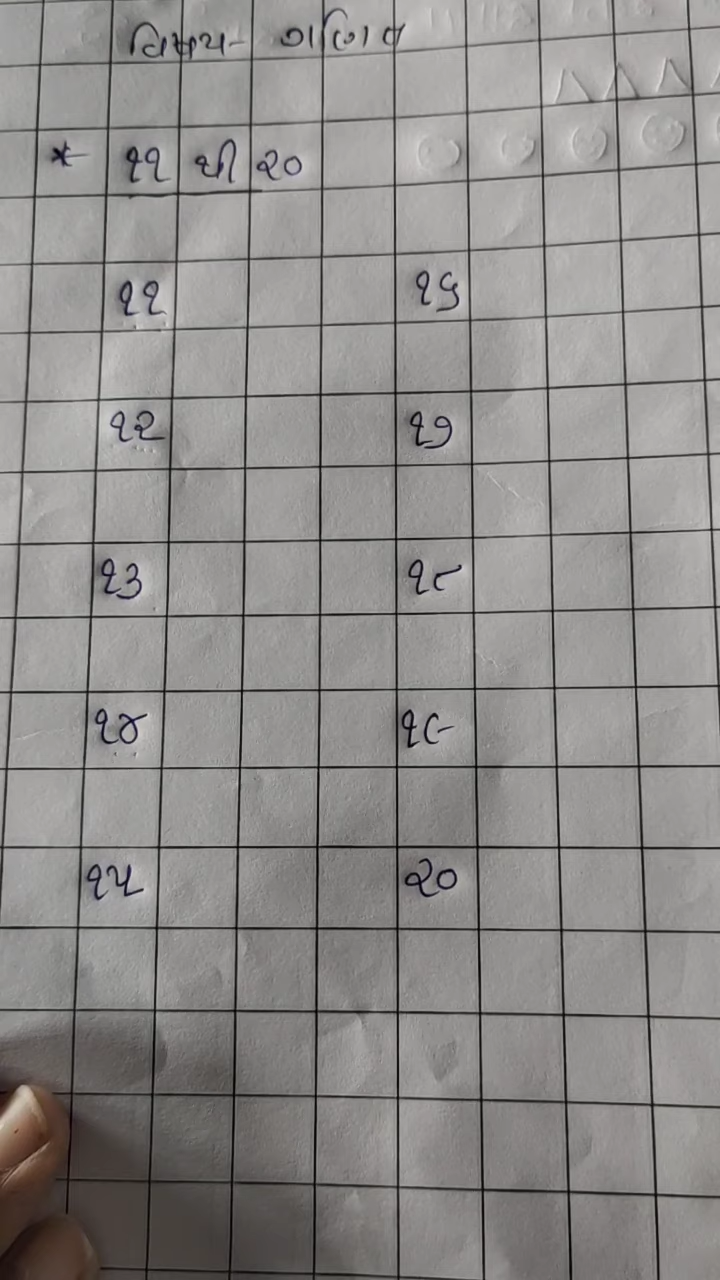 વિષય- ગણિત
* ૧૧ થી ૨૦
૧૧ ૧૬
૧૨ ૧૭
૧૩ ૧૮
૧૪ ૧૯
૧૫ ૨૦